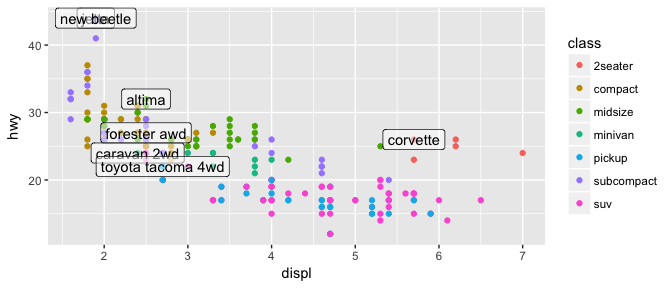 new beetle
altima
forester awd
caravan 2wd
toyota tacoma 4wd
corvette
40
30
20
hwy
2
3
4
5
6
7
displ
class
2seater
compact
midsize
minivan
pickup
subcompact
suv